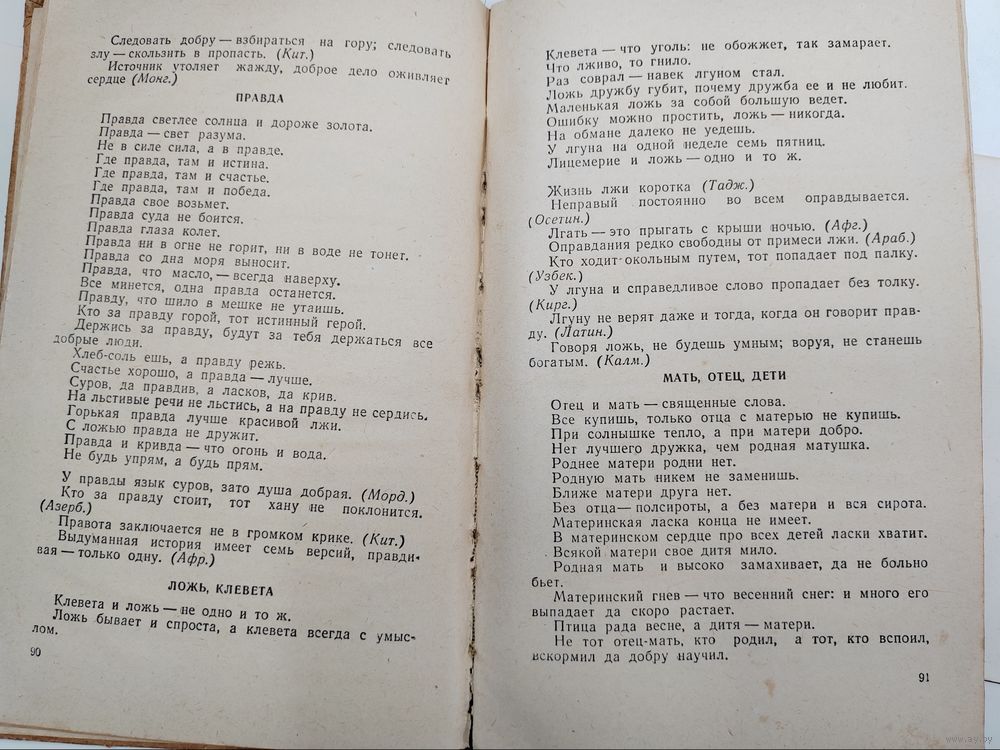 Следовать добру — взбираться на гору; следовать
злу — скользить в пропасть. (Кит.)
Источник утоляет жажду, доброе дело оживляет
сердце (Монг.)
ПРАВДА
Правда светлее солнца и дороже золота.
Правда — свет разума.
Не в силе сила, а в правде.
Где правда, там и истина.
Где правда, там и счастье.
Где правда, там и победа.
Правда свое возьмет.
Правда суда не боится.
Правда глаза колет.
Правда ни в огне не горит, ни в воде не тонет.
Правда со дна моря выносит.
Правда, что масло, — всегда наверху.
Все минется, одна правда останется.
Правду, что шило в мешке не утаишь.
Кто за правду горой, тот истинный герой.
Держись за правду, будут за тебя держаться все
добрые люди.
Хлеб-соль ешь, а правду режь.
Счастье хорошо, а правда — лучше.
Суров, да правдив, а ласков, да крив.
На льстивые речи не льстись, а на правду не сердись.
Горькая правда лучше красивой лжи.
С ложью правда не дружит.
Правда и кривда — что огонь и вода.
Не будь упрям, а будь прям.
У правды язык суров, зато душа добрая. (Морд.)
Кто за правду стоит, тот хану не поклонится.
(Азерб.)
Правота заключается не в громком крике. (Кит.)
Выдуманная история имеет семь версий, правди-
вая — только одну. (Афр.)
ЛОЖЬ, КЛЕВЕТА
Клевета и ложь — не одно и то ж.
Ложь бывает и спроста, а клевета всегда с умыс-
лом.
90
Клевета — что уголь: не обожжет, так замарает.
Что лживо, то гнило.
Раз соврал — навек лгуном стал.
Ложь дружбу губит, почему дружба ее и не любит.
Маленькая ложь за собой большую ведет.
Ошибку можно простить, ложь — никогда.
На обмане далеко не уедешь.
У лгуна на одной неделе семь пятниц.
Лицемерие и ложь — одно и то ж.
Жизнь лжи коротка (Тадж.)
Неправый постоянно во всем оправдывается.
(Осетин.)
Лгать — это прыгать с крыши ночью. (Афг.)
Оправдания редко свободны от примеси лжи. (Араб.)
Кто ходит окольным путем, тот попадает под палку.
(Узбек.)
У лгуна и справедливое слово пропадает без толку.
(Кирг.)
Лгуну не верят даже и тогда, когда он говорит прав-
ду. (Латин.)
Говоря ложь, не будешь умным; воруя, не станешь
богатым. (Калм.)
МАТЬ, ОТЕЦ, ДЕТИ
Отец и мать — священные слова.
Все купишь, только отца с матерью не купишь.
При солнышке тепло, а при матери добро.
Нет лучшего дружка, чем родная матушка.
Роднее матери родни нет.
Родную мать никем не заменишь.
Ближе матери друга нет.
Без отца — полсироты, а без матери и вся сирота.
Материнская ласка конца не имеет.
В материнском сердце про всех детей ласки хватит.
Всякой матери свое дитя мило.
Родная мать и высоко замахивает, да не больно
бьет.
Материнский гнев — что весенний снег: и много его
выпадает да скоро растает.
Птица рада весне, а дитя — матери.
Не тот отец-мать, кто родил, а тот, кто вспоил,
вскормил да добру научил.
91
www.ay.by